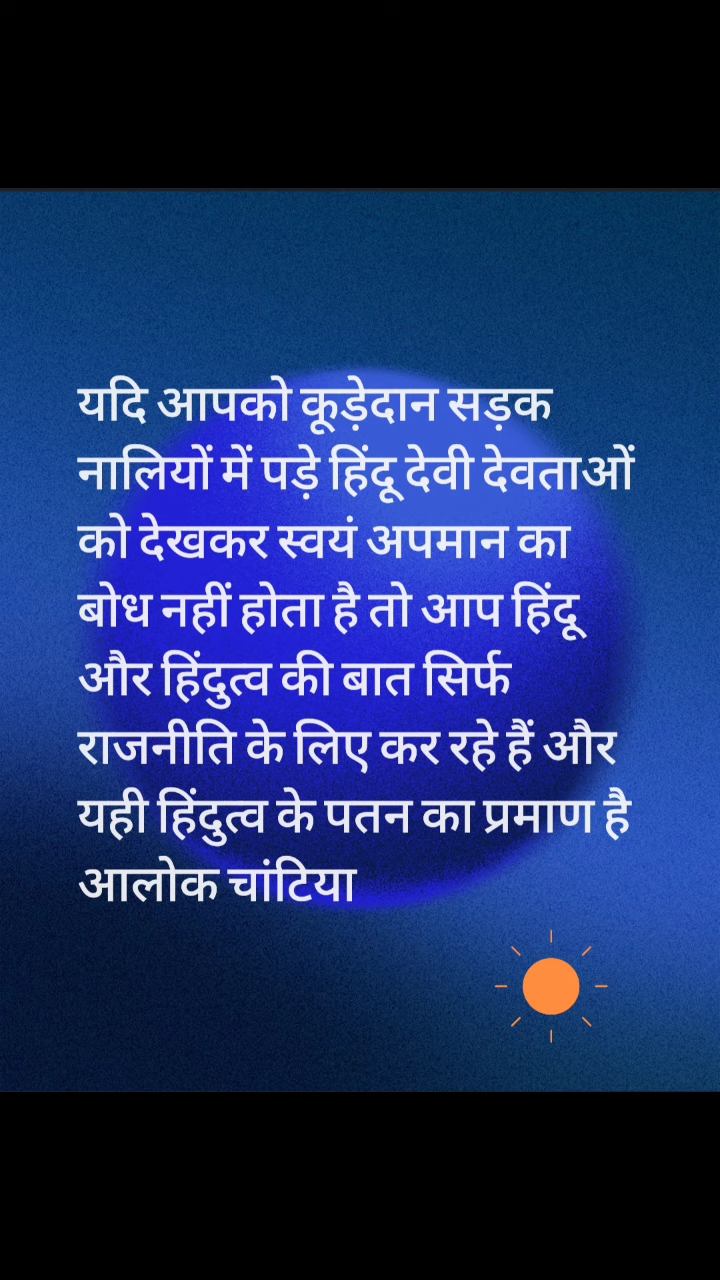 यदि आपको कूड़ेदान सड़क
नालियों में पड़े हिंदू देवी देवताओं
को देखकर स्वयं अपमान का
बोध नहीं होता है तो आप हिंदू
और हिंदुत्व की बात सिर्फ
राजनीति के लिए कर रहे हैं और
यही हिंदुत्व के पतन का प्रमाण है
आलोक चांटिया